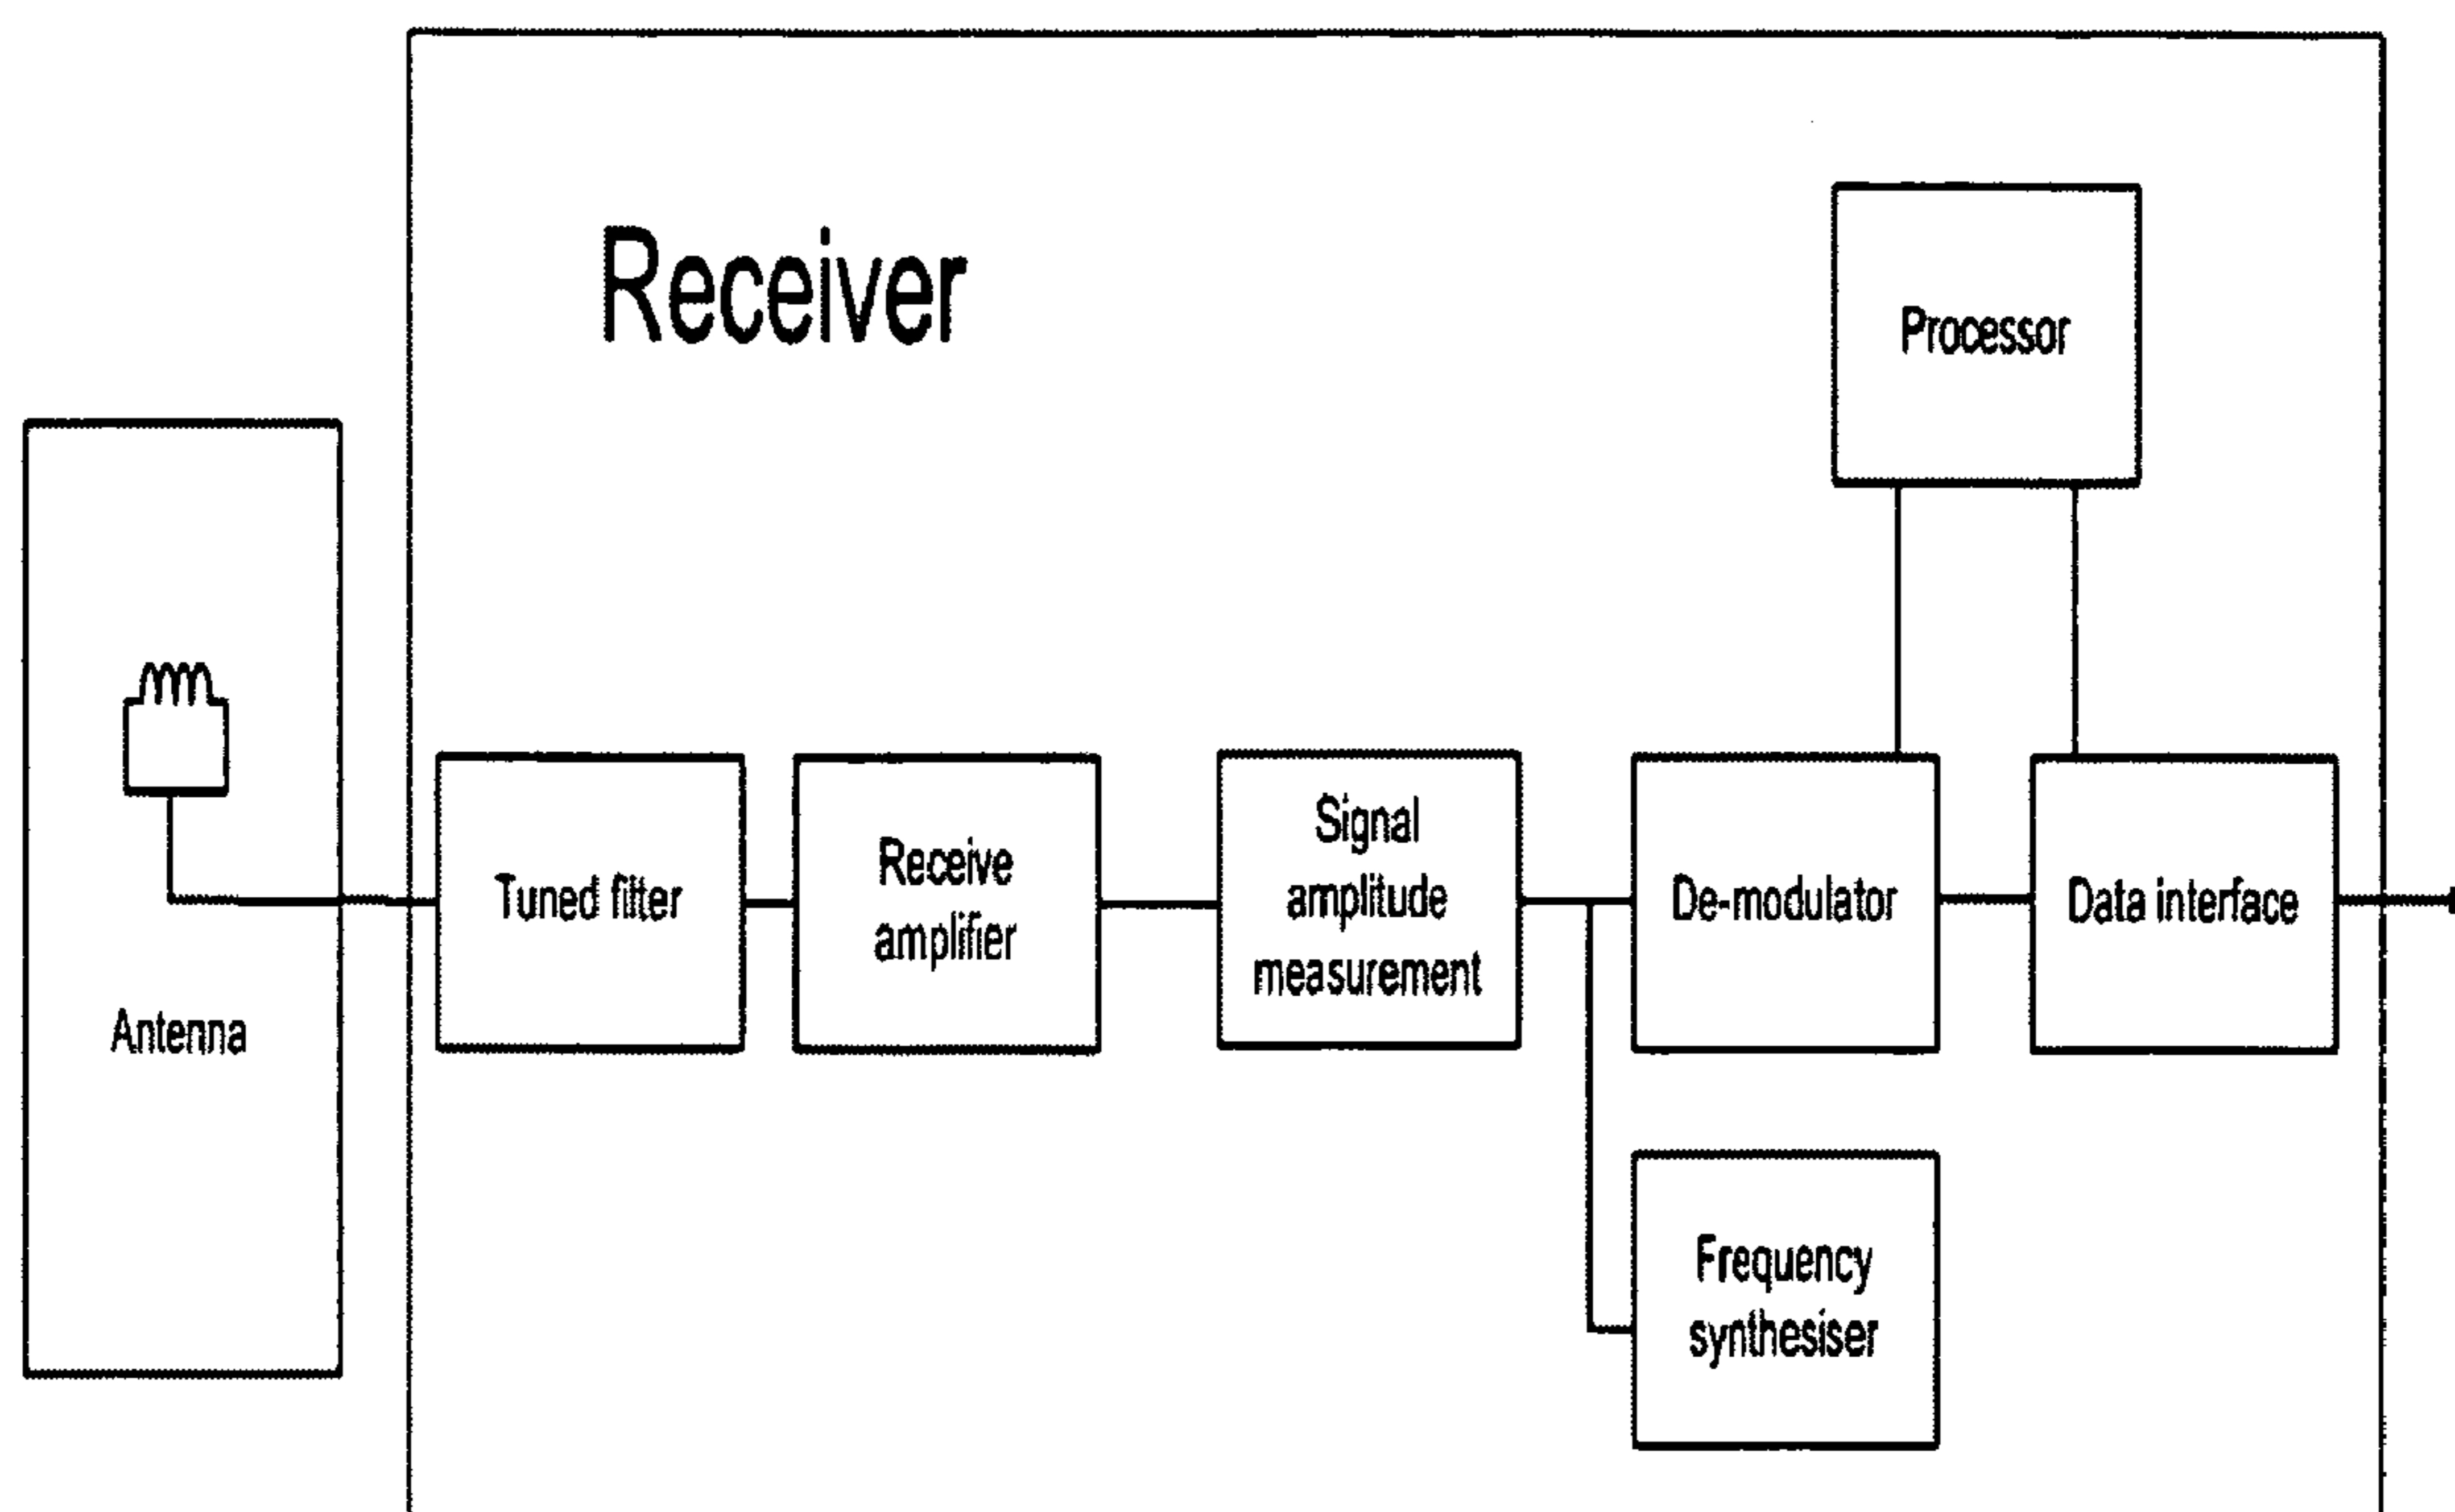 Receiver
Processor
Antenna
Tuned filter
Receive
amplifier
Signal
amplitude
measurement
De-modulator
Data interface
Frequency
synthesiser